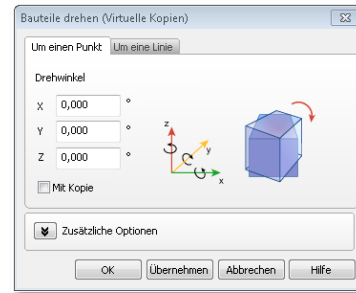 Bauteile drehen (Virtuelle Kopien)
Um einen Punkt Um eine Linie
Drehwinkel
X 0,000 °
Y 0,000 °
Z 0,000 °
z
y
x
Mit Kopie
Zusätzliche Optionen
OK Übernehmen Abbrechen Hilfe